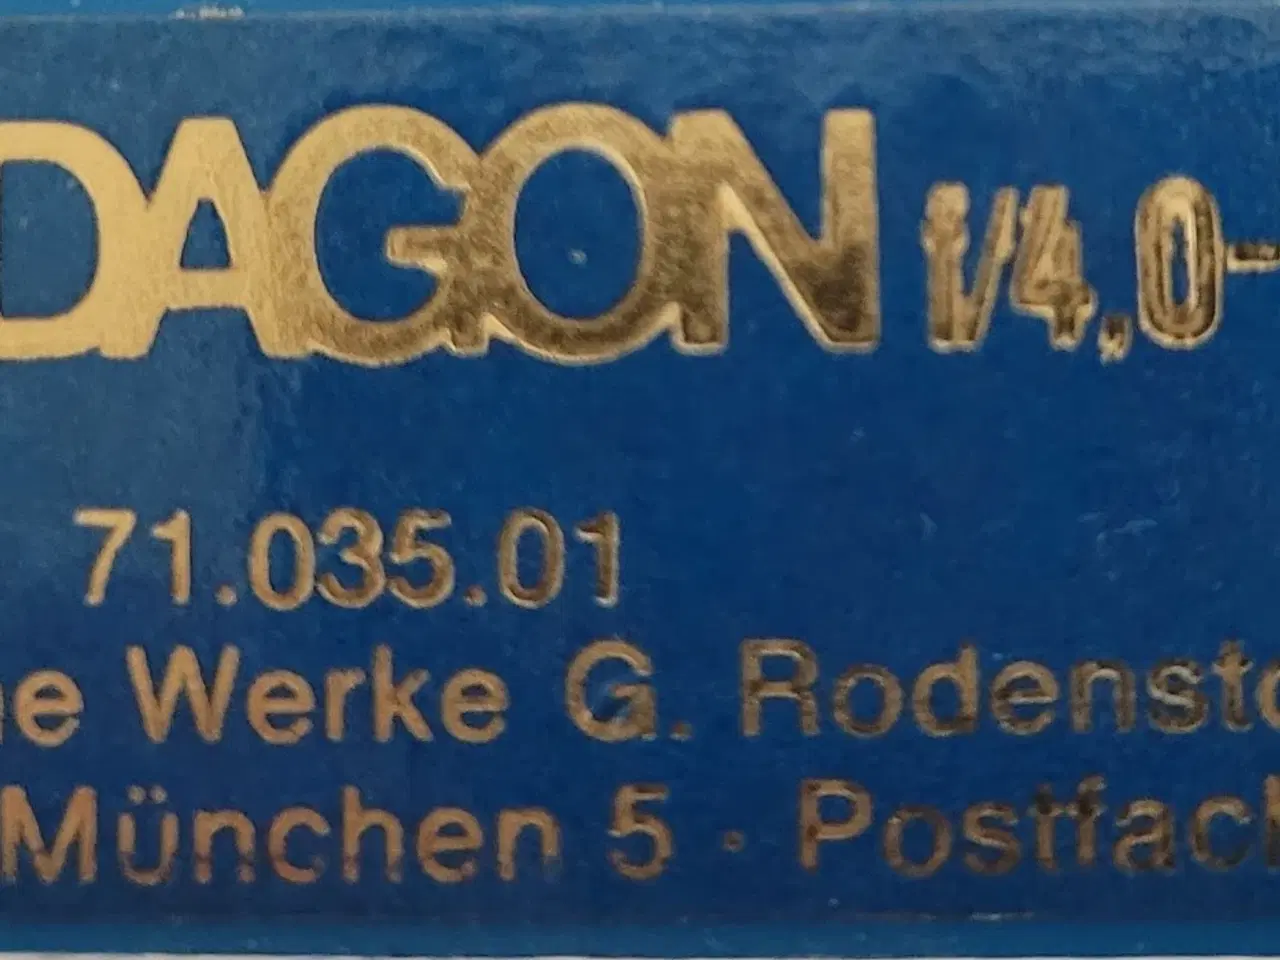 DAGON f/4,0-
71.035.01
he Werke G. Rodensto
München 5 · Postfach